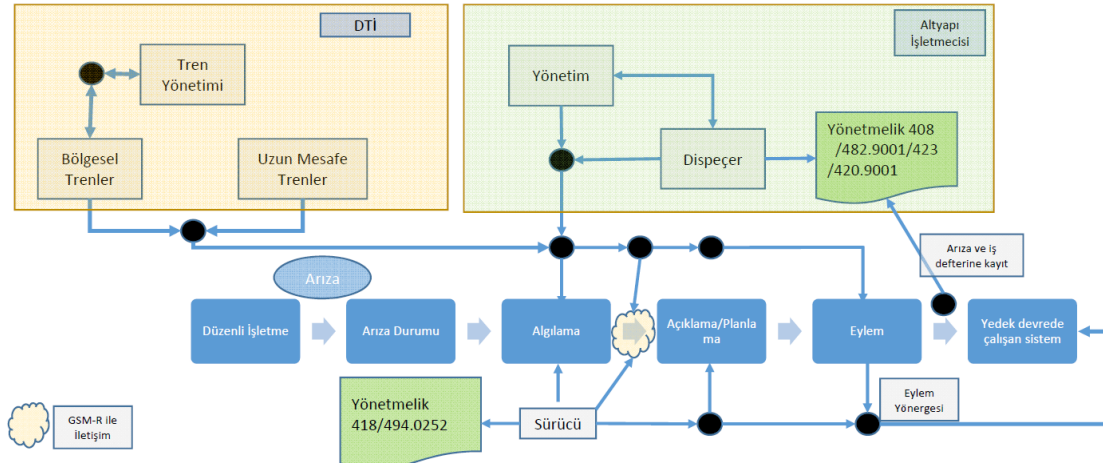 DTİ
Altyapı
İşletmecisi
Tren
Yönetimi
Yönetim
Bölgesel
Trenler
Uzun Mesafe
Trenler
Dispeçer
Yönetmelik 408
/482.9001/423
/420.9001
Arıza ve iş
defterine kayıt
Arıza
Düzenli İşletme
Arıza Durumu
Algılama
Açıklama/Planla
ma
Eylem
Yedek devrede
çalışan sistem
Yönetmelik
418/494.0252
Sürücü
Eylem
Yönergesi
GSM-R ile
İletişim